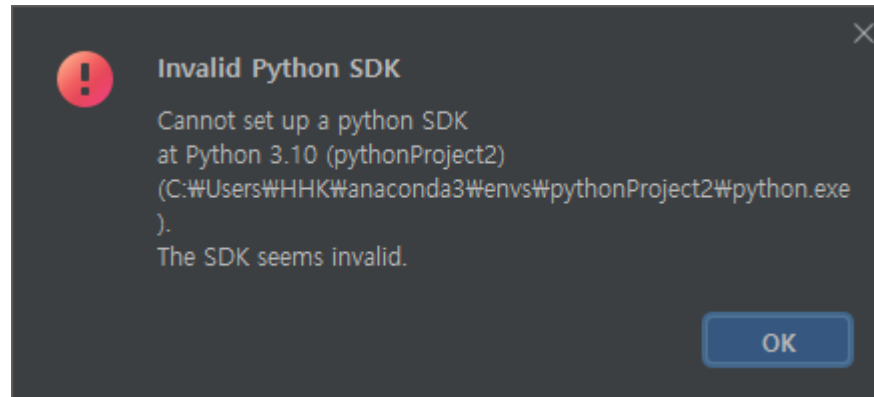 Invalid Python SDK
Cannot set up a python SDK
at Python 3.10 (pythonProject2)
(C:₩Users₩HHK₩anaconda3₩envs₩pythonProject2₩python.exe
).
The SDK seems invalid.
OK